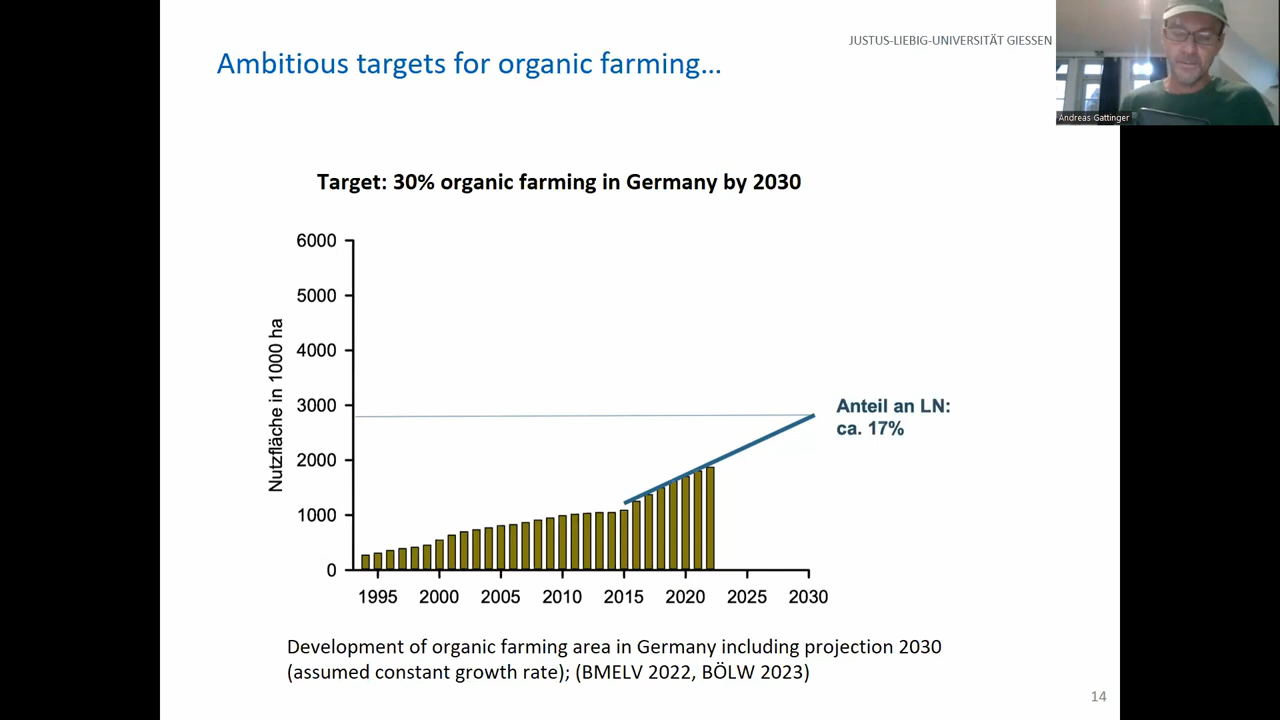 JUSTUS-LIEBIG-UNIVERSITÄT GIESSEN
Ambitious targets for organic farming...
Andreas Gattinger
Target: 30% organic farming in Germany by 2030
6000
5000
4000
3000
2000
1000
0
Nutzfläche in 1000 ha
Anteil an LN:
ca. 17%
1995 2000 2005 2010 2015 2020 2025 2030
Development of organic farming area in Germany including projection 2030
(assumed constant growth rate); (BMELV 2022, BÖLW 2023)
14